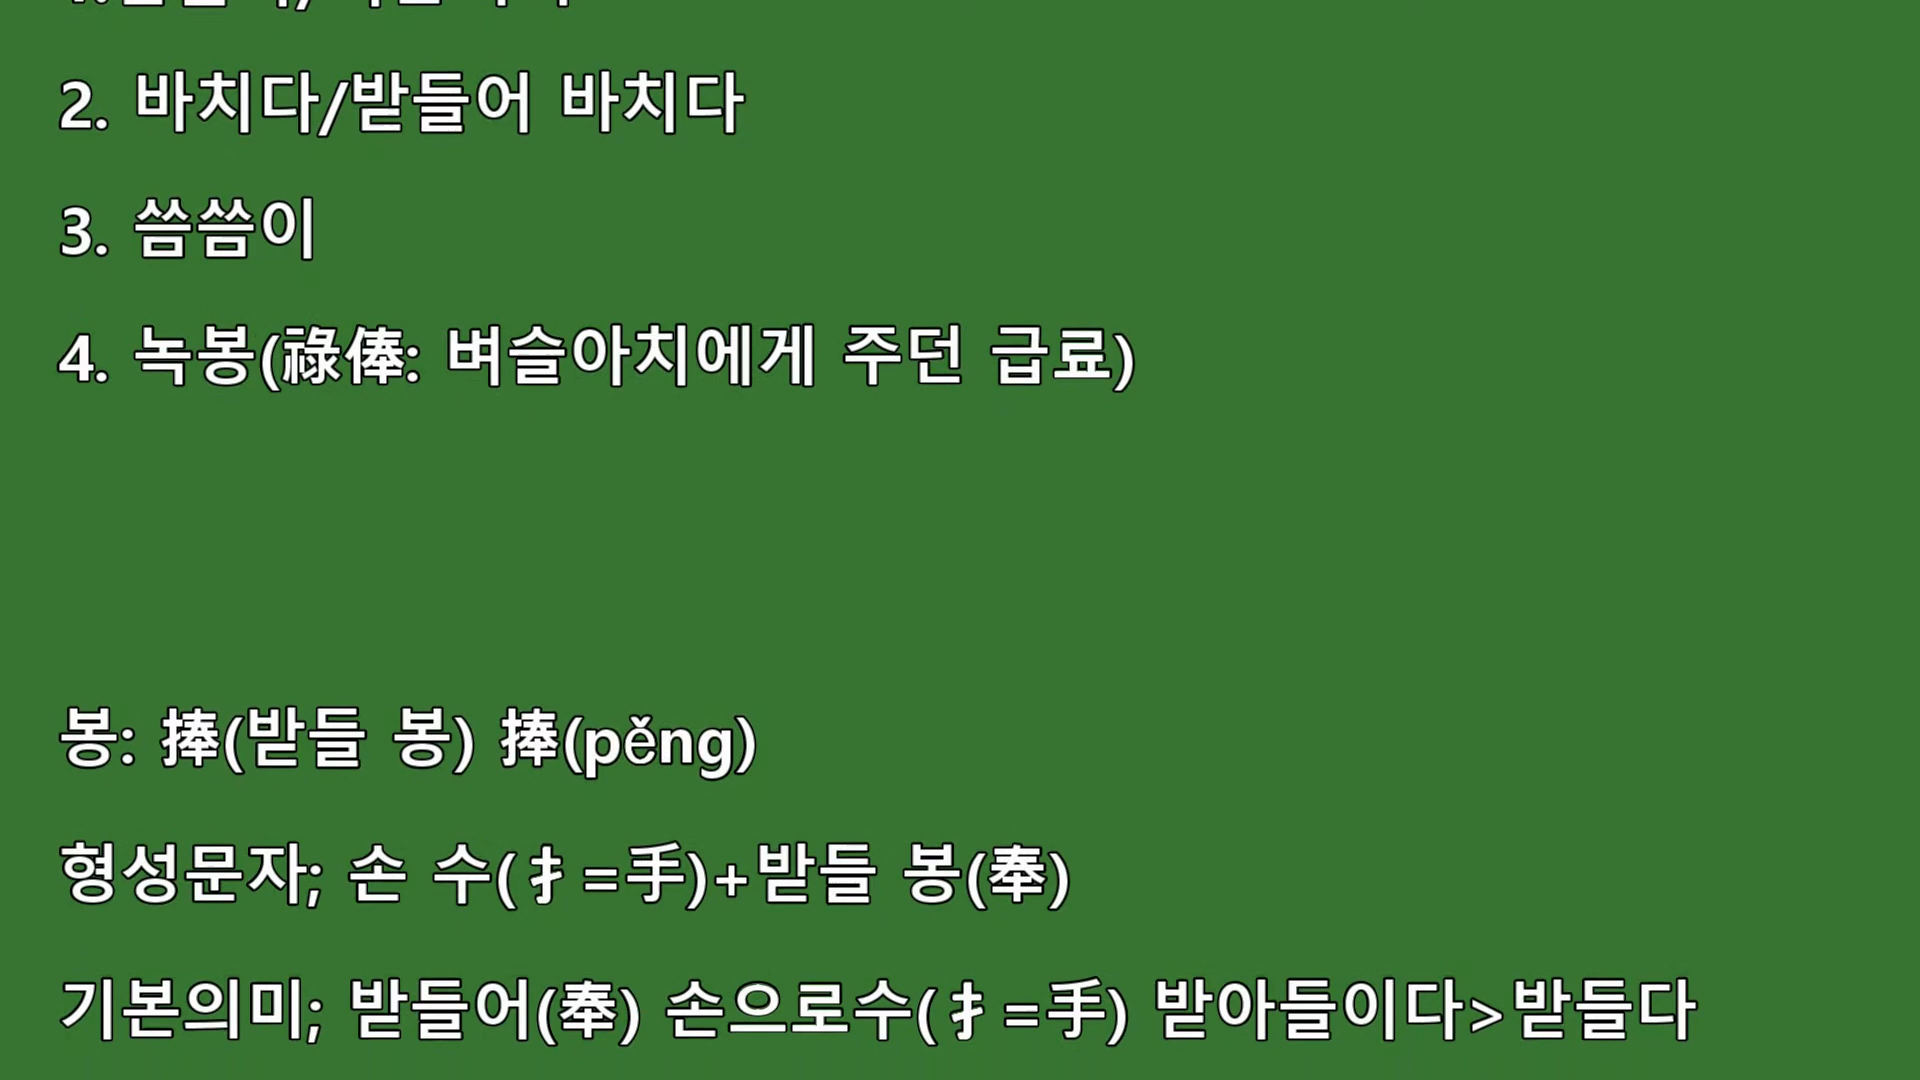 2. 바치다/받들어 바치다
3. 씀씀이
4. 녹봉(祿俸: 벼슬아치에게 주던 급료)
봉: 捧(받들 봉) 捧(pěng)
형성문자; 손 수(扌=手)+받들 봉(奉)
기본의미; 받들어(奉) 손으로수(扌=手) 받아들이다>받들다